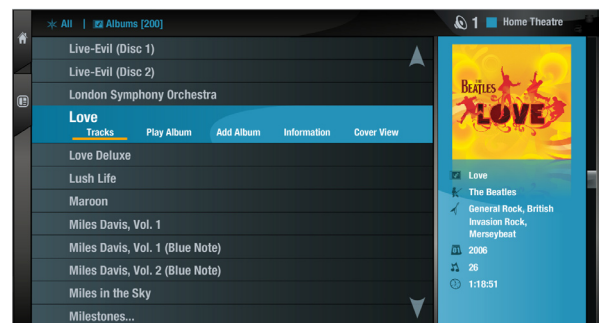 All | Albums [200]
1 Home Theatre
Live-Evil (Disc 1)
Live-Evil (Disc 2)
London Symphony Orchestra
Love
Tracks Play Album Add Album Information Cover View
Love Deluxe
Lush Life
Maroon
Miles Davis, Vol. 1
Miles Davis, Vol. 1 (Blue Note)
Miles Davis, Vol. 2 (Blue Note)
Miles in the Sky
Milestones...
THE
BEATLES
LOVE
Love
The Beatles
General Rock, British
Invasion Rock,
Merseybeat
2006
26
1:18:51